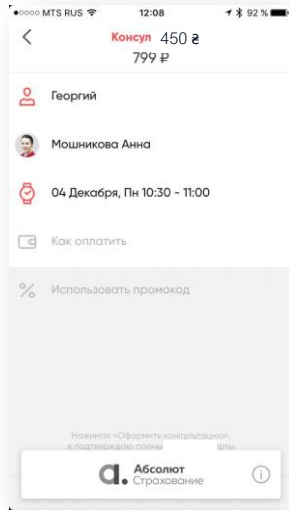 MTS RUS 12:08 92 %
Консул 450 ₴
799 ₽
Георгий
Мошникова Анна
04 Декабря, Пн 10:30 - 11:00
Как оплатить
% Использовать промокод
Нажимая «Оформить консультацию»,
я подтверждаю
Абсолют
Страхование